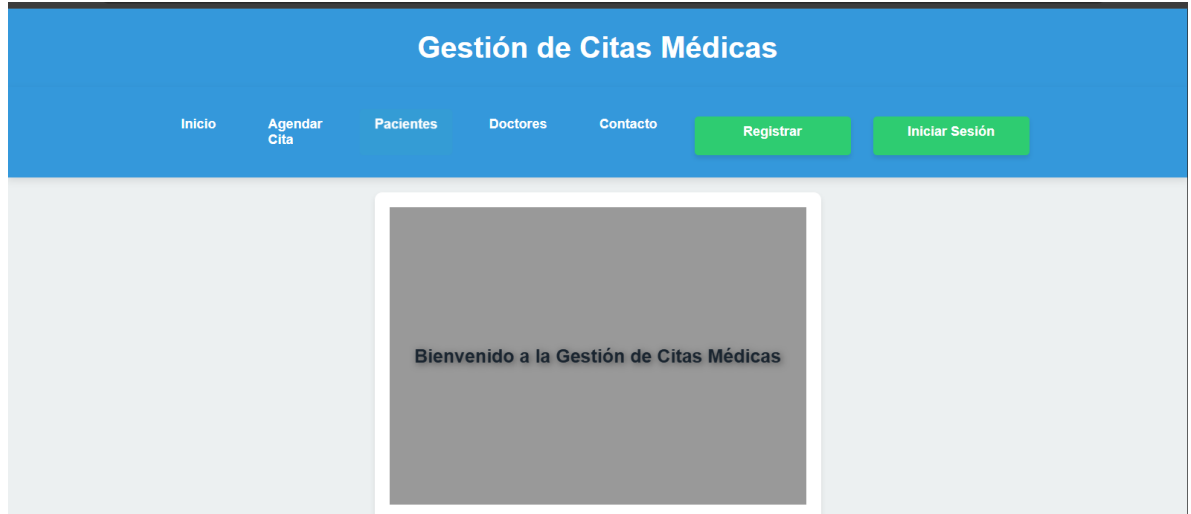 Gestión de Citas Médicas
Inicio
Agendar
Cita
Pacientes
Doctores
Contacto
Registrar
Iniciar Sesión
Bienvenido a la Gestión de Citas Médicas